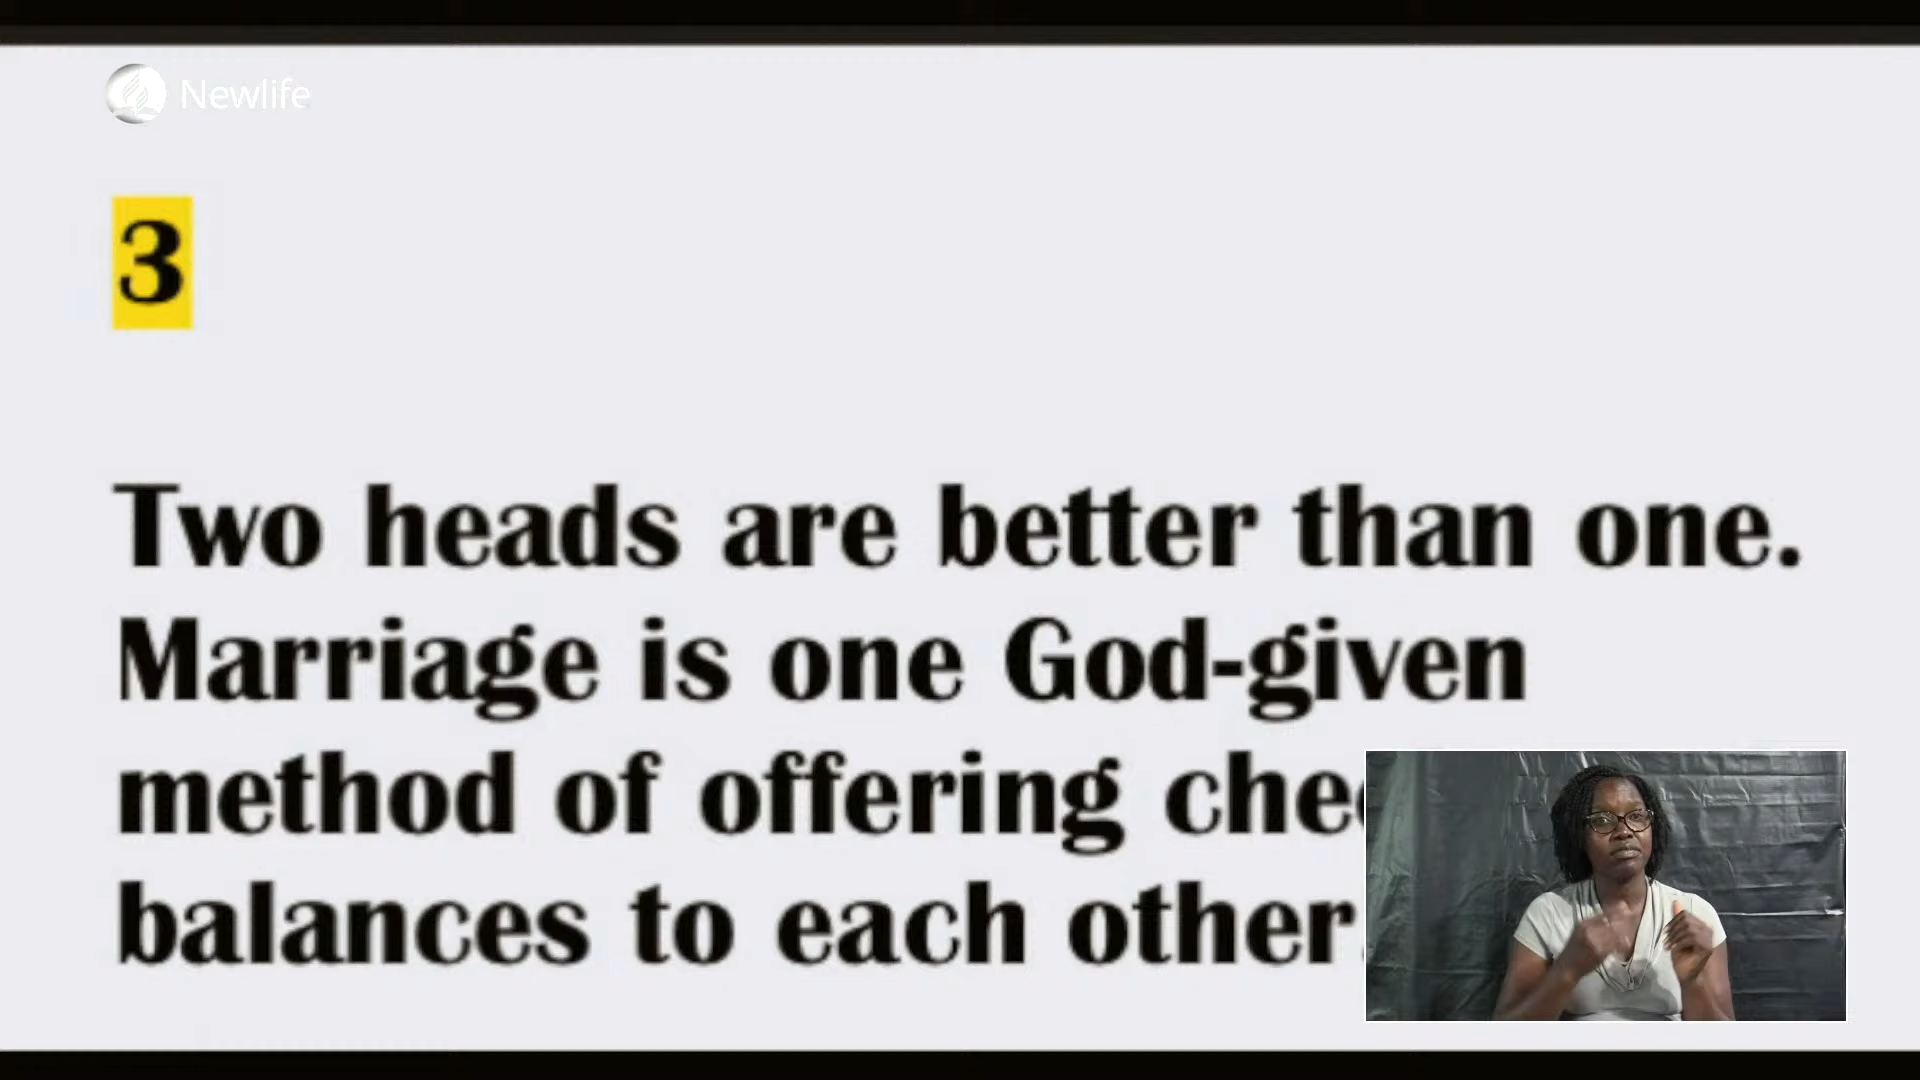 Newlife
3
Two heads are better than one.
Marriage is one God-given
method of offering
balances to each other